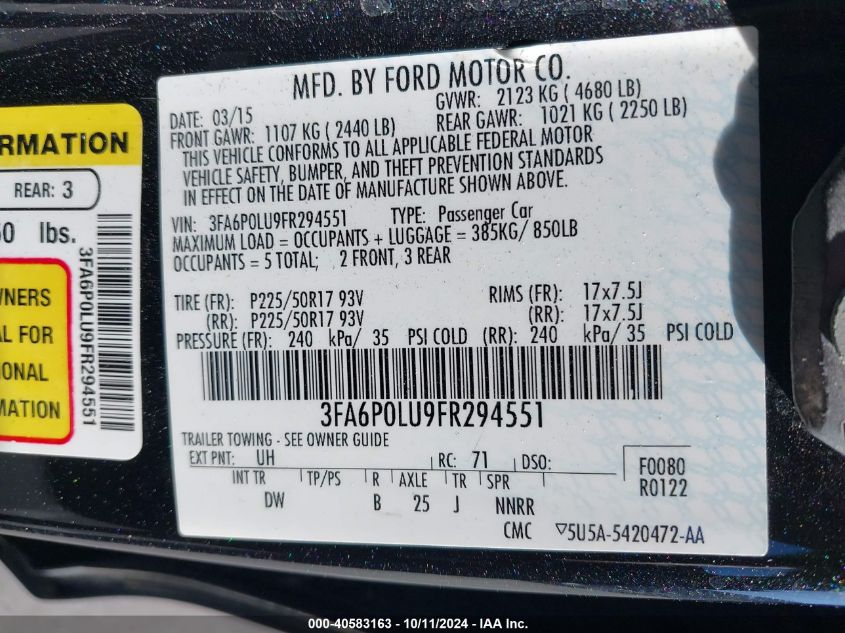 MFD. BY FORD MOTOR CO.
DATE: 03/15 GVWR: 2123 KG ( 4680 LB)
FRONT GAWR: 1107 KG ( 2440 LB) REAR GAWR: 1021 KG ( 2250 LB)
THIS VEHICLE CONFORMS TO ALL APPLICABLE FEDERAL MOTOR
VEHICLE SAFETY, BUMPER, AND THEFT PREVENTION STANDARDS
IN EFFECT ON THE DATE OF MANUFACTURE SHOWN ABOVE.
VIN: 3FA6P0LU9FR294551 TYPE: Passenger Car
MAXIMUM LOAD = OCCUPANTS + LUGGAGE = 385KG/ 850LB
OCCUPANTS = 5 TOTAL; 2 FRONT, 3 REAR
TIRE (FR): P225/50R17 93V RIMS (FR): 17x7.5J
(RR): P225/50R17 93V (RR): 17x7.5J
PRESSURE (FR): 240 kPa/ 35 PSI COLD (RR): 240 kPa/ 35 PSI COLD
3FA6P0LU9FR294551
TRAILER TOWING - SEE OWNER GUIDE
EXT PNT: UH RC: 71 DSO: F0080
INT TR TP/PS R AXLE TR SPR R0122
DW B 25 J NNRR
CMC ▽5U5A-5420472-AA
RMATION
REAR: 3
50 lbs.
3FA6P0LU9FR294551
WNERS
AL FOR
IONAL
MATION
000-40583163 - 10/11/2024 - IAA Inc.